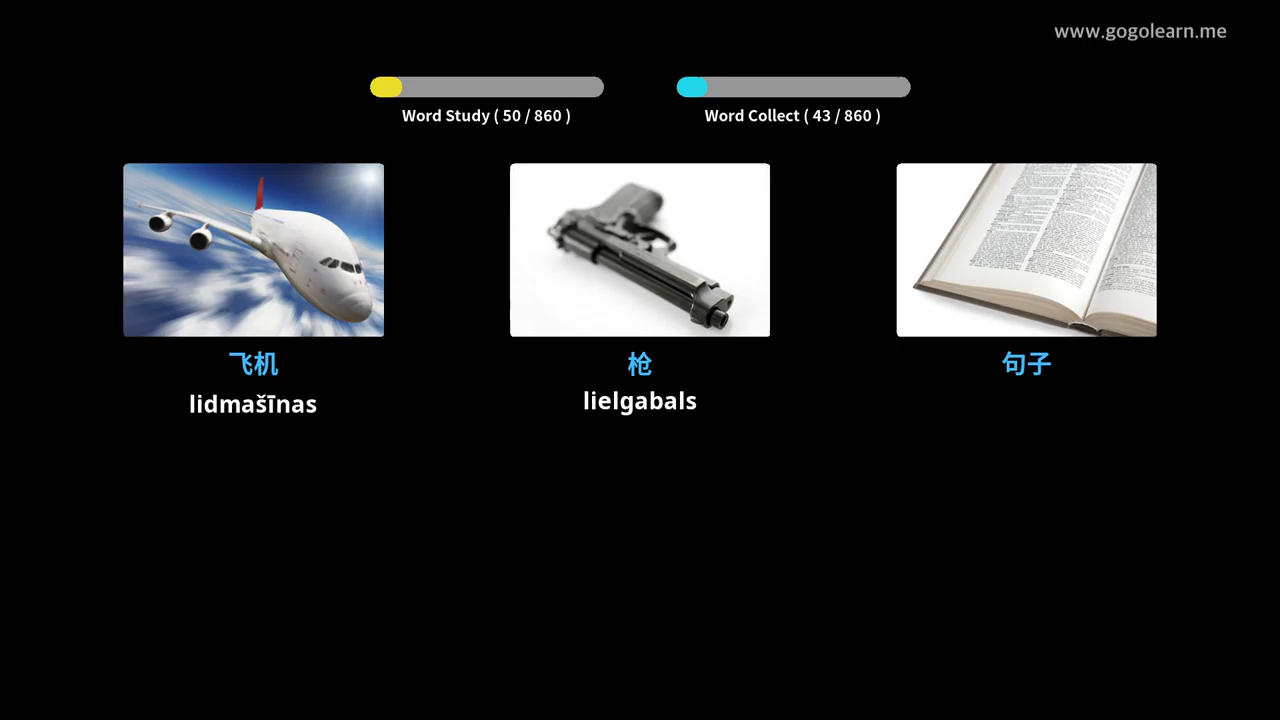 www.gogolearn.me
Word Study ( 50 / 860 )
Word Collect ( 43 / 860 )
飞机
枪
句子
lidmašīnas
lielgabals